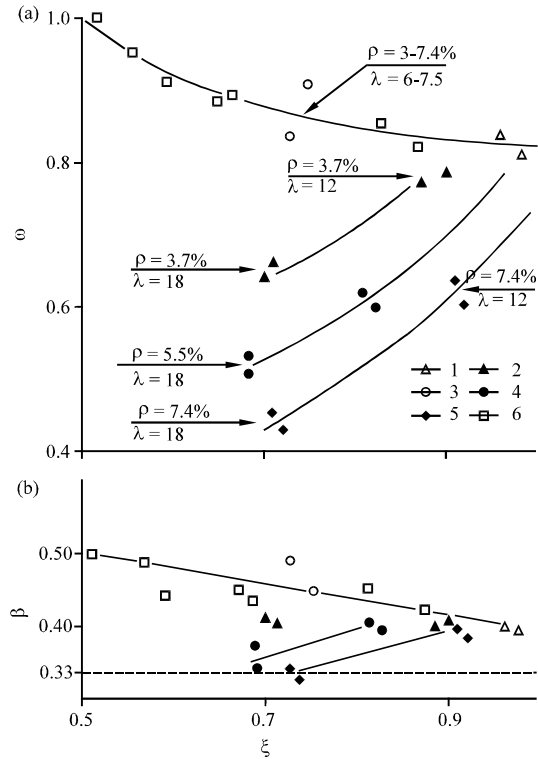 (a)
1.0
ρ = 3-7.4%
λ = 6-7.5
0.8
ρ = 3.7%
λ = 12
ω
ρ = 3.7%
λ = 18
ρ = 7.4%
λ = 12
0.6
ρ = 5.5%
λ = 18
1 2
3 4
5 6
ρ = 7.4%
λ = 18
0.4
(b)
0.50
β
0.40
0.33
0.5 0.7 0.9
ξ